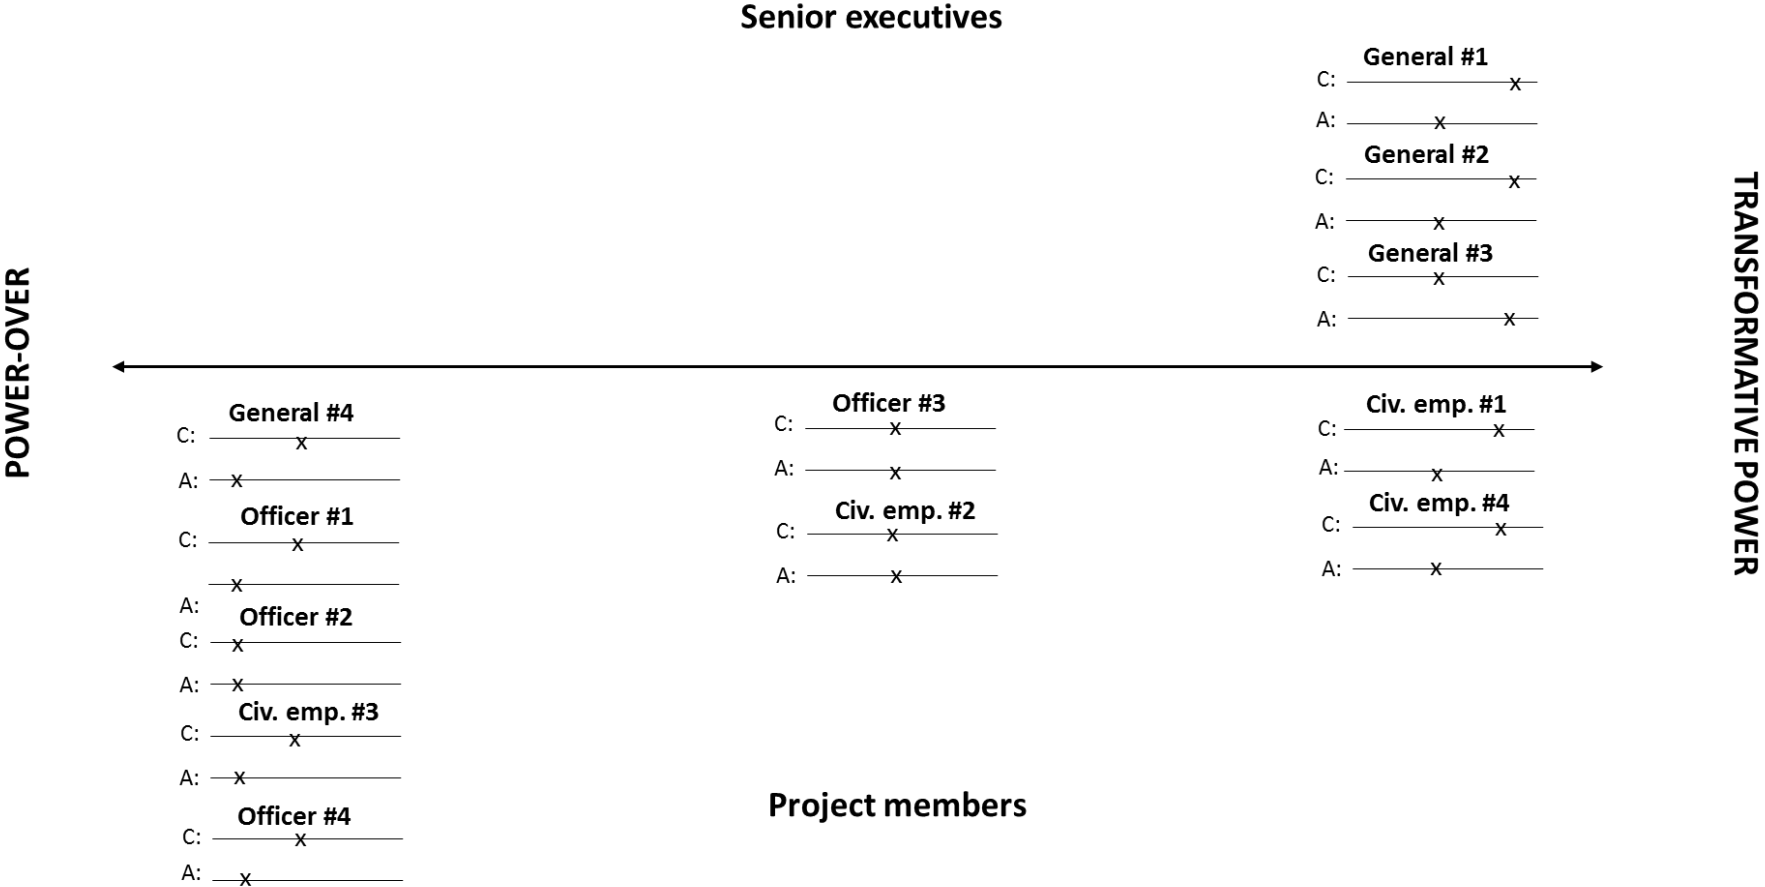 Senior executives
General #1
C: x
A: x
General #2
C: x
A: x
General #3
C: x
A: x
POWER-OVER
TRANSFORMATIVE POWER
General #4
C: x
A: x
Officer #1
C: x
A: x
Officer #2
C: x
A: x
Civ. emp. #3
C: x
A: x
Officer #4
C: x
A: x
Officer #3
C: x
A: x
Civ. emp. #2
C: x
A: x
Civ. emp. #1
C: x
A: x
Civ. emp. #4
C: x
A: x
Project members